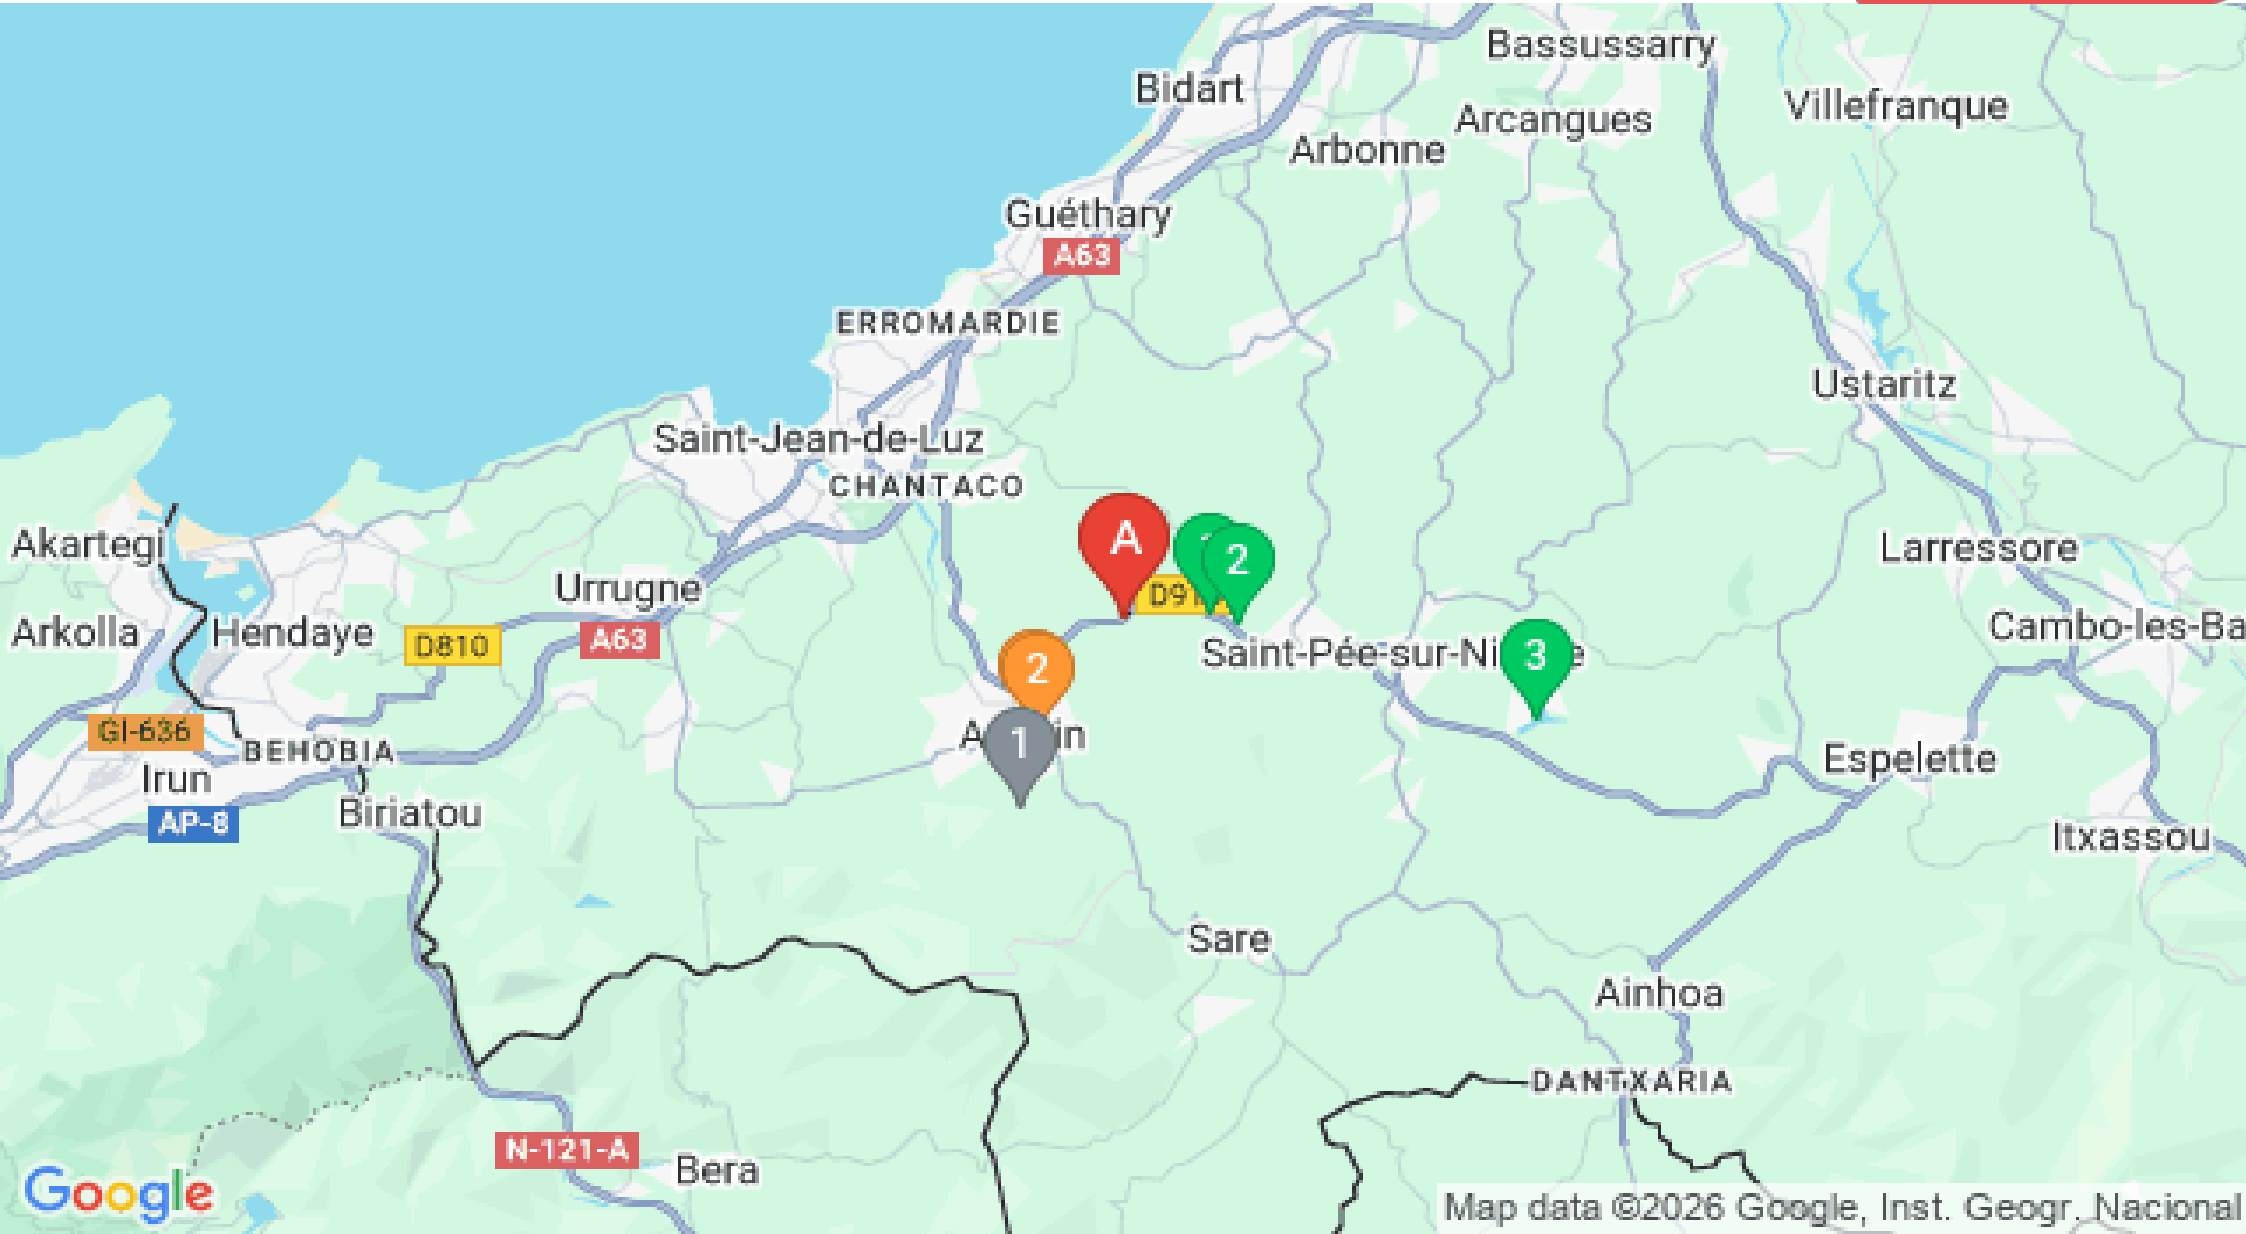 Bassussarry
Bidart
Villefranque
Arcangues
Arbonne
Guéthary
A63
ERROMARDIE
Ustaritz
Saint-Jean-de-Luz
CHANTACO
A
2
Akartegi
Larressore
Urrugne
D91
Arkolla
Hendaye
D810
A63
Cambo-les-Ba
Saint-Pée-sur-Ni
e
3
2
GI-636
BEHOBIA
A
in
1
Espelette
Irun
Biriatou
AP-8
Itxassou
Sare
Ainhoa
DANTXARIA
N-121-A
Bera
Google
Map data ©2026 Google, Inst. Geogr. Nacional